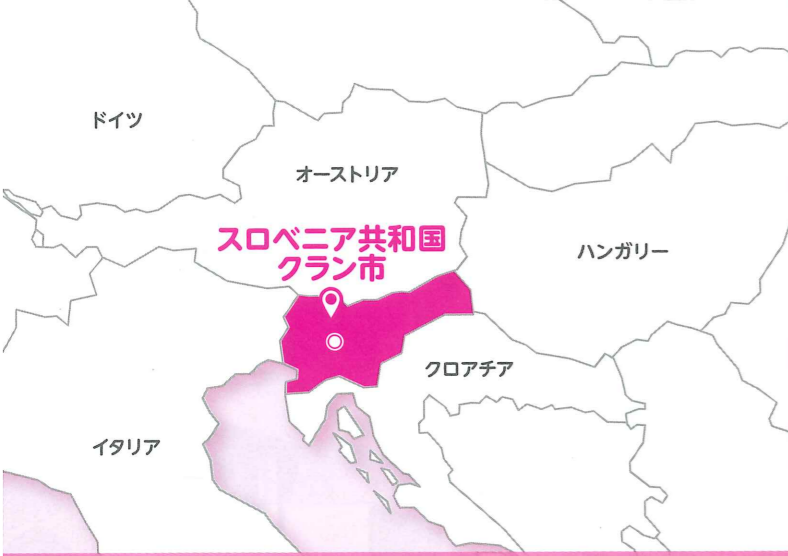 ドイツ
オーストリア
スロベニア共和国
クラン市
ハンガリー
クロアチア
イタリア